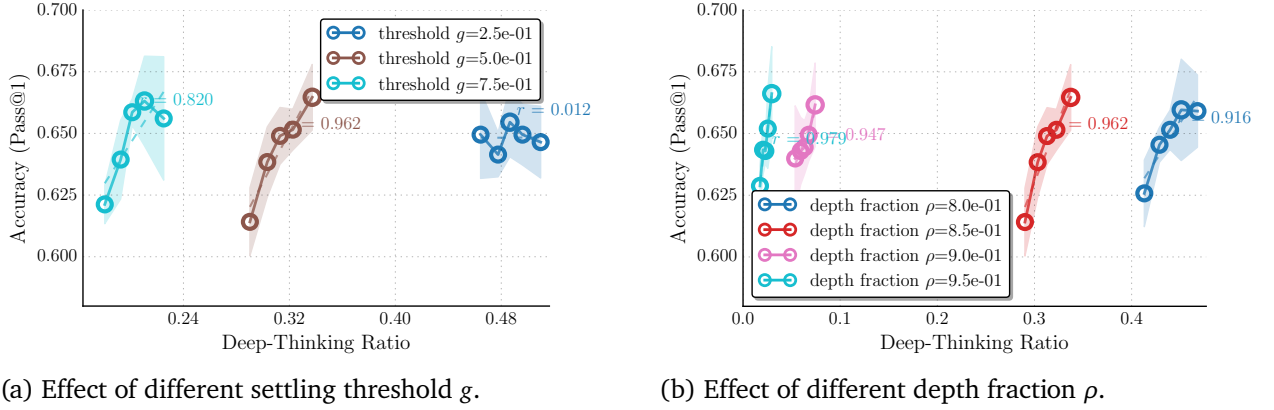 0.700
0.675
0.650
0.625
0.600
Accuracy (Pass@1)
threshold g=2.5e-01
threshold g=5.0e-01
threshold g=7.5e-01
= 0.820
= 0.962
r = 0.012
0.24
0.32
0.40
0.48
Deep-Thinking Ratio
(a) Effect of different settling threshold g.
0.700
0.675
0.650
0.625
0.600
Accuracy (Pass@1)
r = 0.979
= 0.947
= 0.962
0.916
depth fraction ρ=8.0e-01
depth fraction ρ=8.5e-01
depth fraction ρ=9.0e-01
depth fraction ρ=9.5e-01
0.0
0.1
0.2
0.3
0.4
Deep-Thinking Ratio
(b) Effect of different depth fraction ρ.